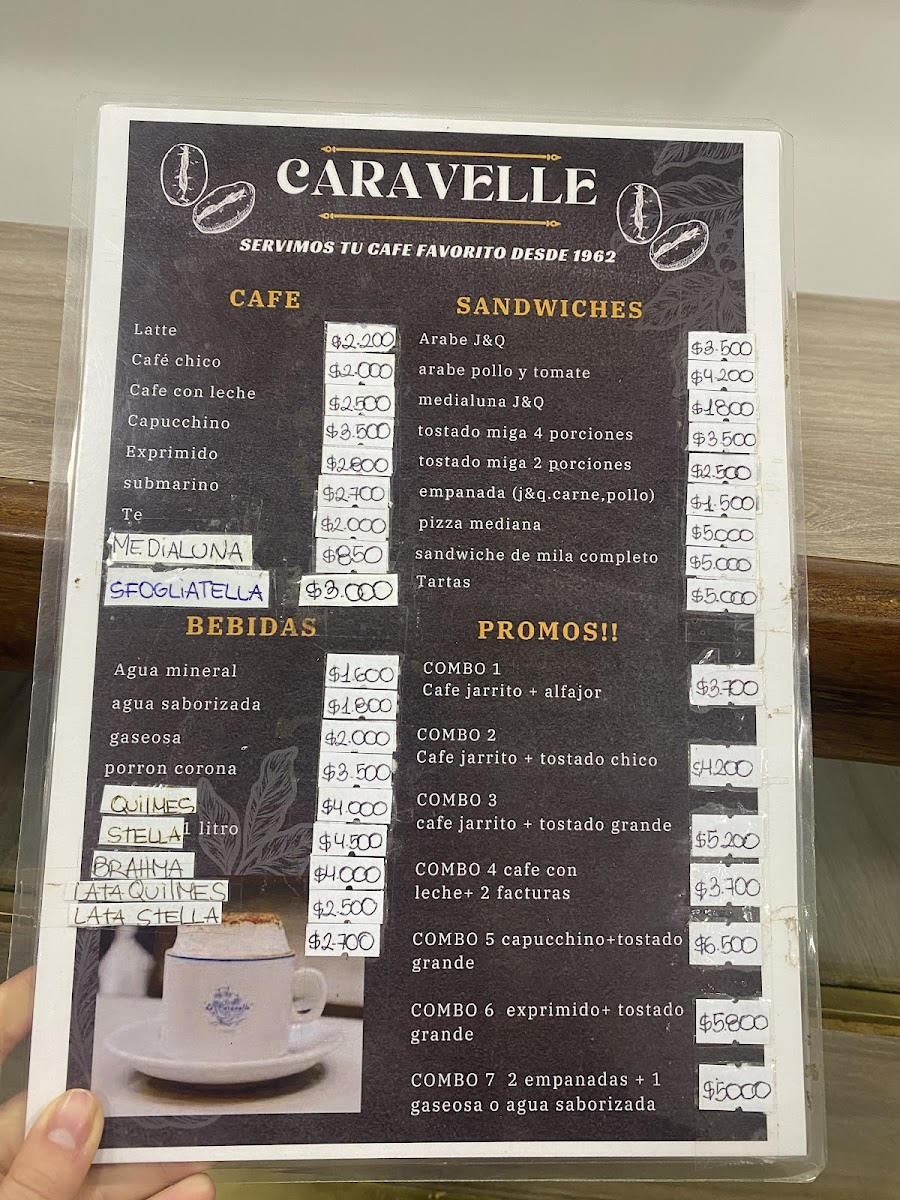 CARAVELLE
SERVIMOS TU CAFE FAVORITO DESDE 1962
CAFE
Latte $2.200
Café chico $2.000
Cafe con leche $2500
Capucchino $3.500
Exprimido $2800
submarino $2.700
Te $2.000
MEDIALUNA $850
SFOGLIATELLA $3.000
BEBIDAS
Agua mineral $1.600
agua saborizada $1.800
gaseosa $2.000
porron corona $3.500
QUILMES $4.000
STELLA 1 litro $4.500
BRAHMA $4.000
LATA QUILMES $2.500
LATA STELLA $2.700
SANDWICHES
Arabe J&Q $3.500
arabe pollo y tomate $4.200
medialuna J&Q $1800
tostado miga 4 porciones $3500
tostado miga 2 porciones $2.500
empanada (j&q.carne,pollo) $1.500
pizza mediana $5.000
sandwiche de mila completo $5.000
Tartas $5.000
PROMOS!!
COMBO 1
Cafe jarrito + alfajor $3.700
COMBO 2
Cafe jarrito + tostado chico $4200
COMBO 3
cafe jarrito + tostado grande $5.200
COMBO 4 cafe con
leche+ 2 facturas $3.700
COMBO 5 capucchino+tostado
grande $6.500
COMBO 6 exprimido+ tostado
grande $5.800
COMBO 7 2 empanadas + 1
gaseosa o agua saborizada $5000